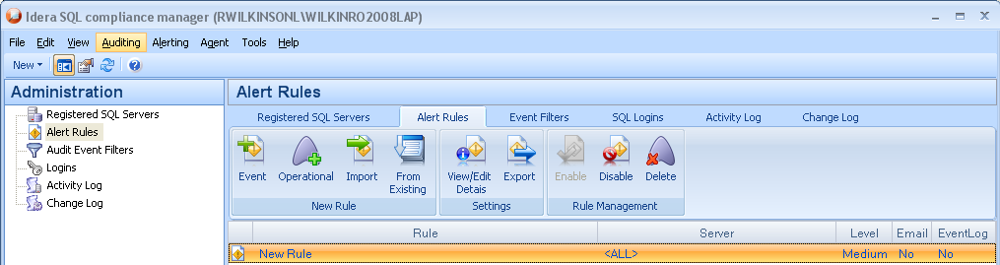 Idera SQL compliance manager (RWILKINSONL\WILKINRO2008LAP)
File Edit View Auditing Alerting Agent Tools Help
New
Administration
Registered SQL Servers
Alert Rules
Audit Event Filters
Logins
Activity Log
Change Log
Alert Rules
Registered SQL Servers Alert Rules Event Filters SQL Logins Activity Log Change Log
Event Operational Import From Existing
New Rule
View/Edit Detais Export
Settings
Enable Disable Delete
Rule Management
Rule Server Level Email EventLog
New Rule <ALL> Medium No No